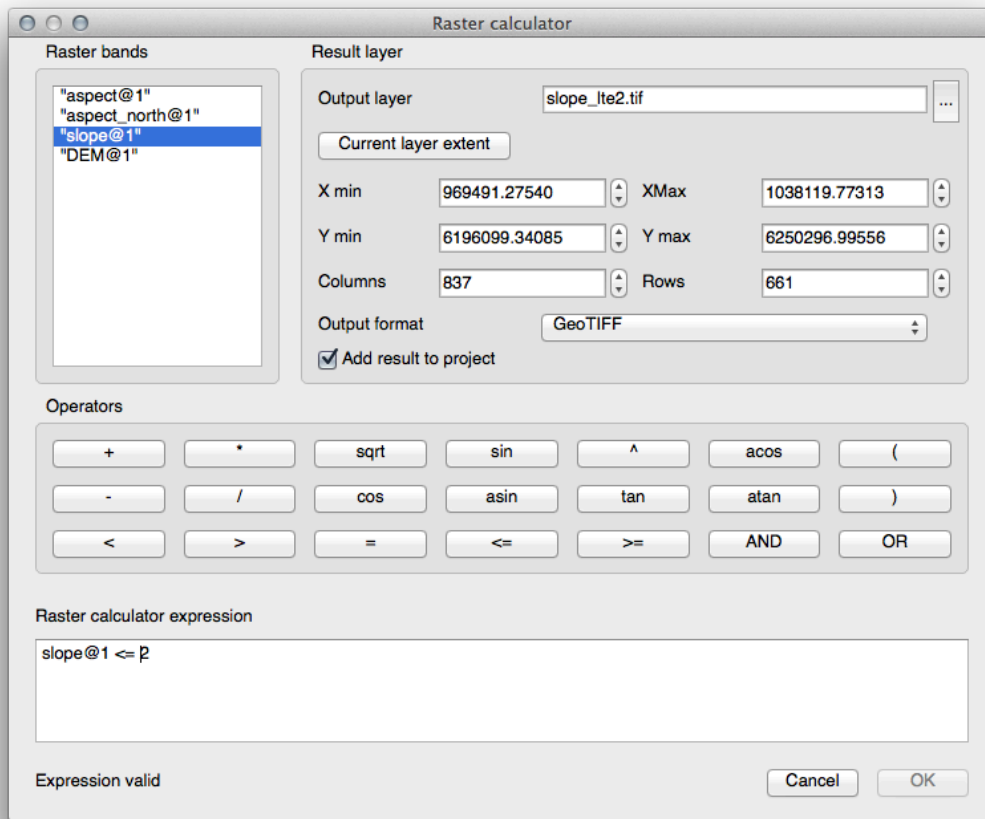 Raster calculator
Raster bands
Result layer
"aspect@1"
"aspect_north@1"
"slope@1"
"DEM@1"
Output layer slope_lte2.tif ...
Current layer extent
X min 969491.27540 XMax 1038119.77313
Y min 6196099.34085 Y max 6250296.99556
Columns 837 Rows 661
Output format GeoTIFF
Add result to project
Operators
+ * sqrt sin ^ acos (
- / cos asin tan atan )
< > = <= >= AND OR
Raster calculator expression
slope@1 <= 2
Expression valid
Cancel OK